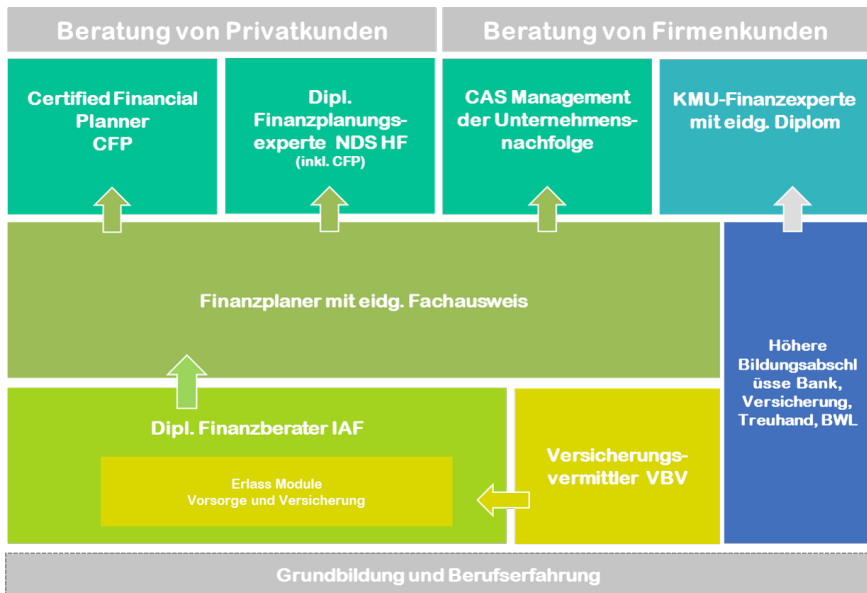 Beratung von Privatkunden
Beratung von Firmenkunden
Certified Financial
Planner
CFP
Dipl.
Finanzplanungs-
experte NDS HF
(inkl. CFP)
CAS Management
der Unternehmens-
nachfolge
KMU-Finanzexperte
mit eidg. Diplom
Finanzplaner mit eidg. Fachausweis
Höhere
Bildungsabschl
üsse Bank,
Versicherung,
Treuhand, BWL
Dipl. Finanzberater IAF
Erlass Module
Vorsorge und Versicherung
Versicherungs-
vermittler VBV
Grundbildung und Berufserfahrung